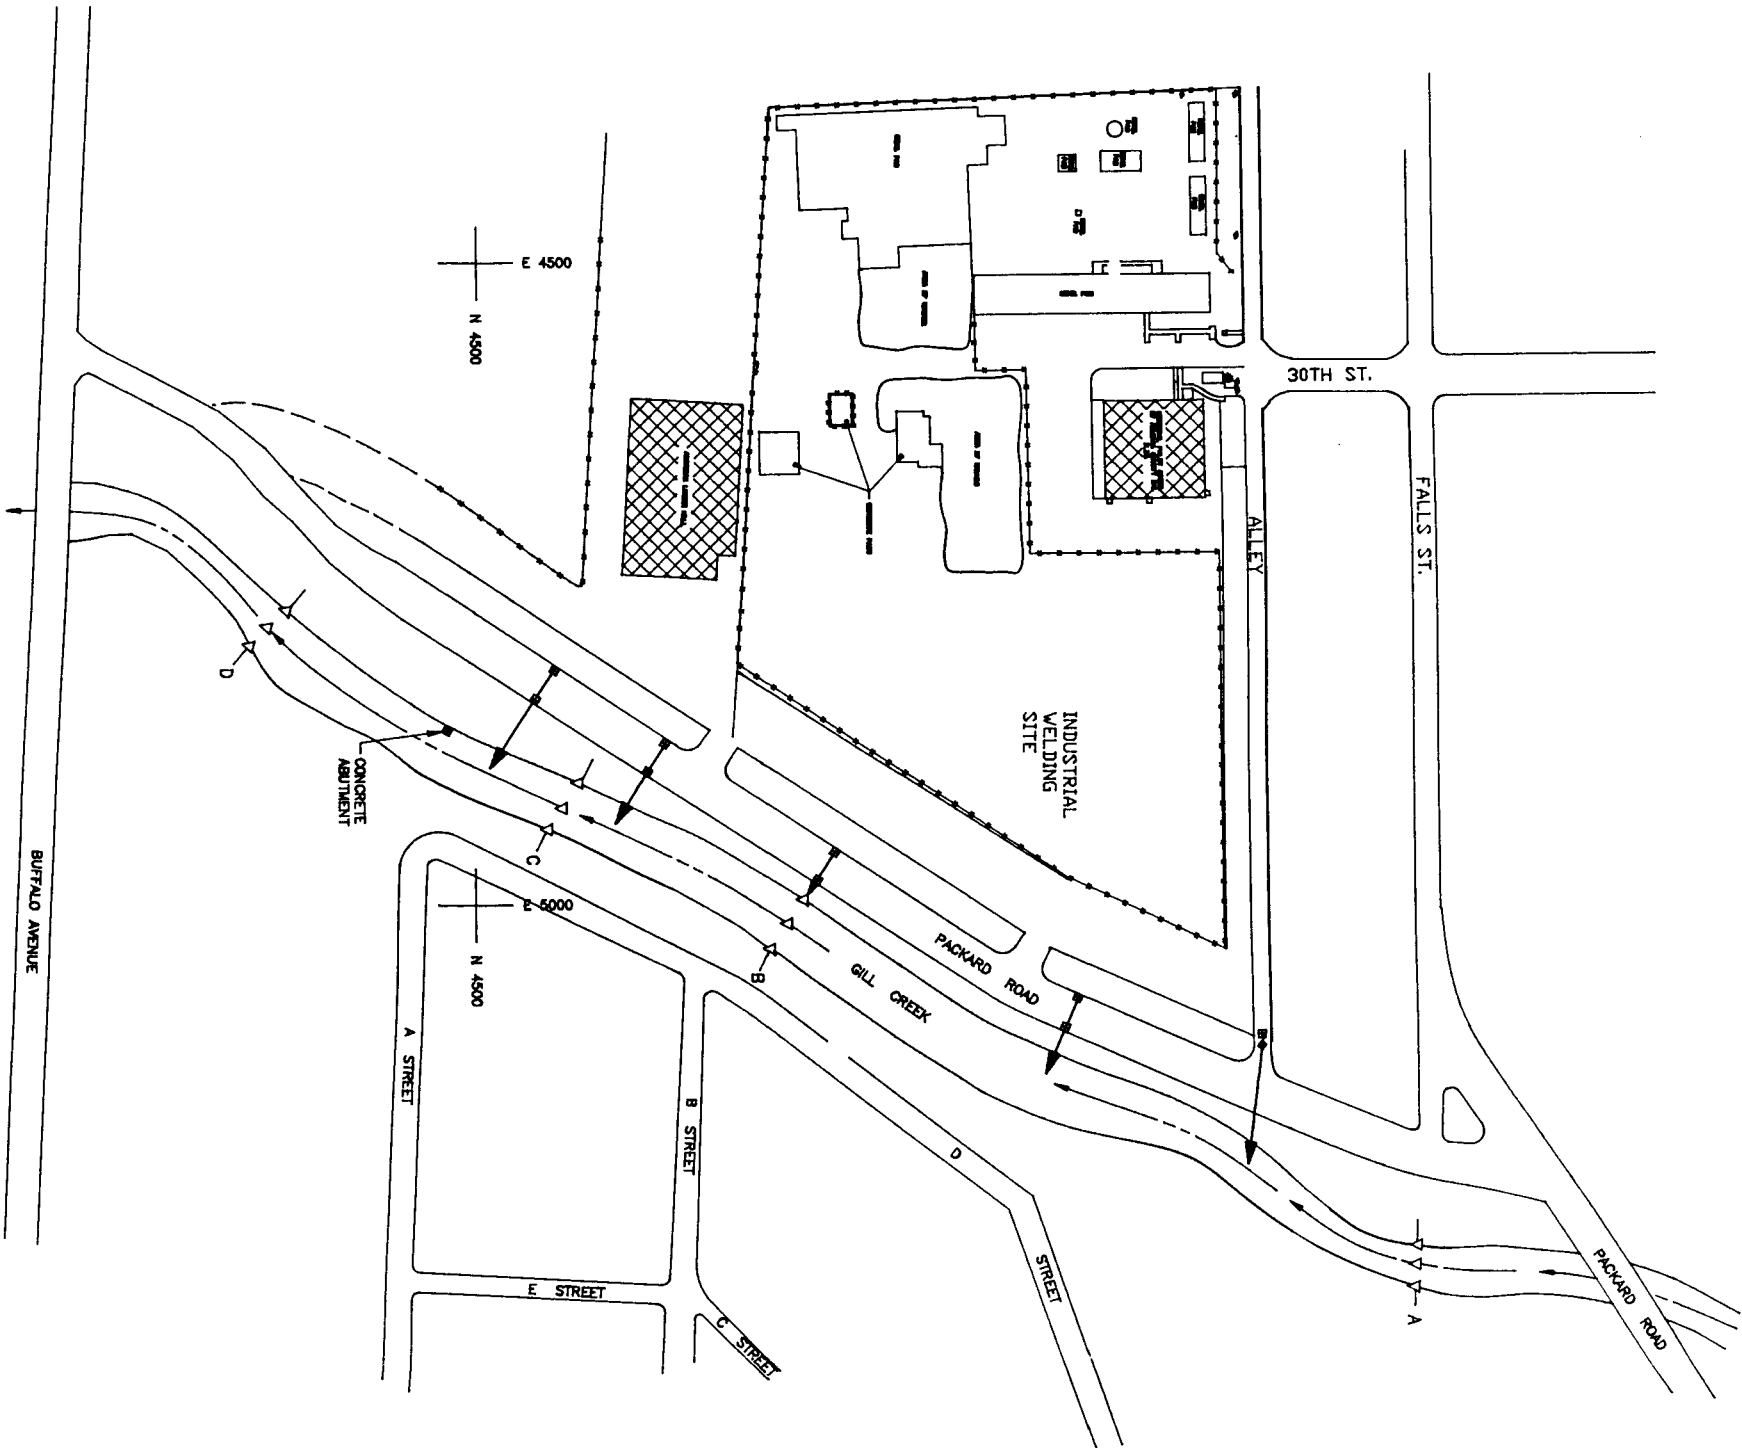 E 4500
N 4500
30TH ST.
FALLS ST.
ALLEY
INDUSTRIAL
WELDING
SITE
D
CONCRETE
ABUTMENT
C
E 5000
N 4500
B
PACKARD ROAD
GILL CREEK
BUFFALO AVENUE
A STREET
B STREET
D STREET
E STREET
C STREET
A
PACKARD ROAD